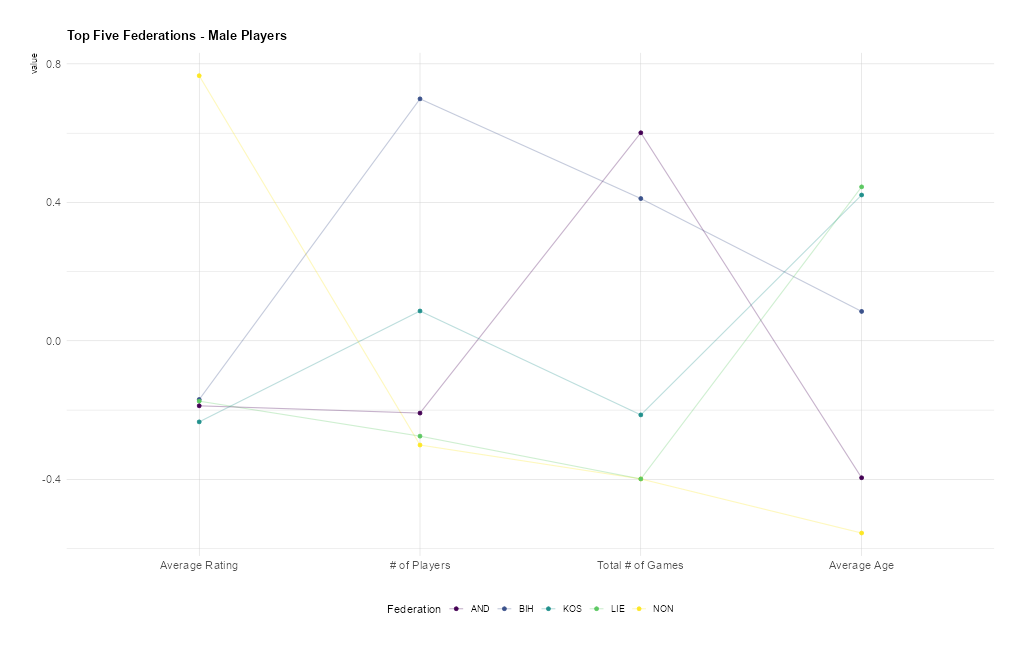 Top Five Federations - Male Players
value
0.8
0.4
0.0
-0.4
Average Rating
# of Players
Total # of Games
Average Age
Federation AND BIH KOS LIE NON